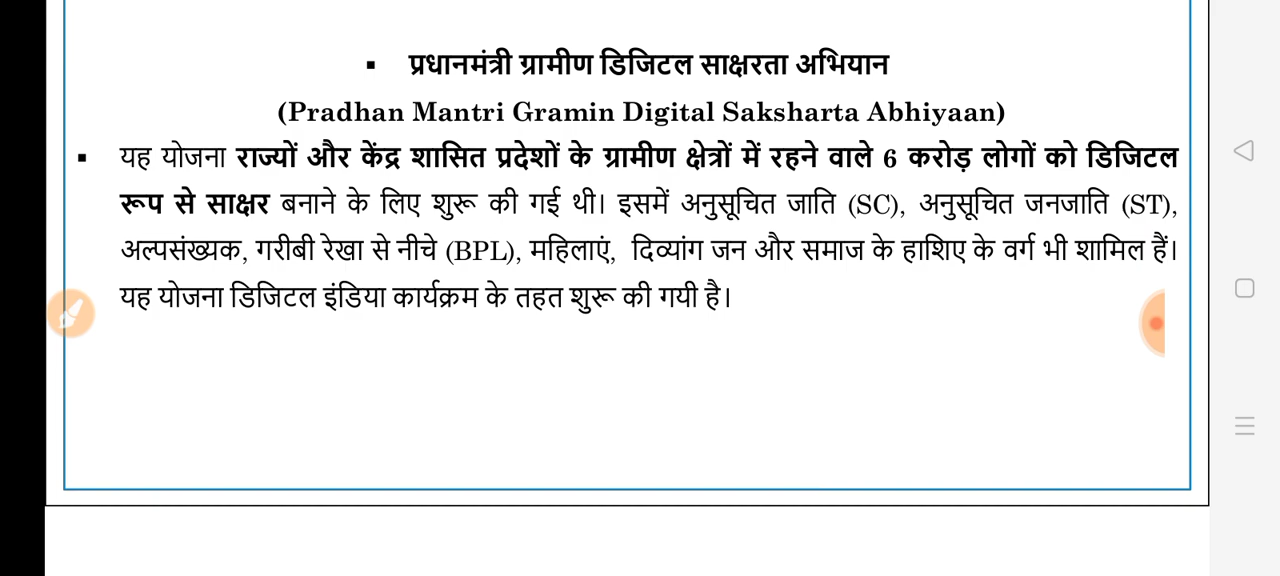 ▪ प्रधानमंत्री ग्रामीण डिजिटल साक्षरता अभियान
(Pradhan Mantri Gramin Digital Saksharta Abhiyaan)
▪ यह योजना राज्यों और केंद्र शासित प्रदेशों के ग्रामीण क्षेत्रों में रहने वाले 6 करोड़ लोगों को डिजिटल
रूप से साक्षर बनाने के लिए शुरू की गई थी। इसमें अनुसूचित जाति (SC), अनुसूचित जनजाति (ST),
अल्पसंख्यक, गरीबी रेखा से नीचे (BPL), महिलाएं, दिव्यांग जन और समाज के हाशिए के वर्ग भी शामिल हैं।
यह योजना डिजिटल इंडिया कार्यक्रम के तहत शुरू की गयी है।